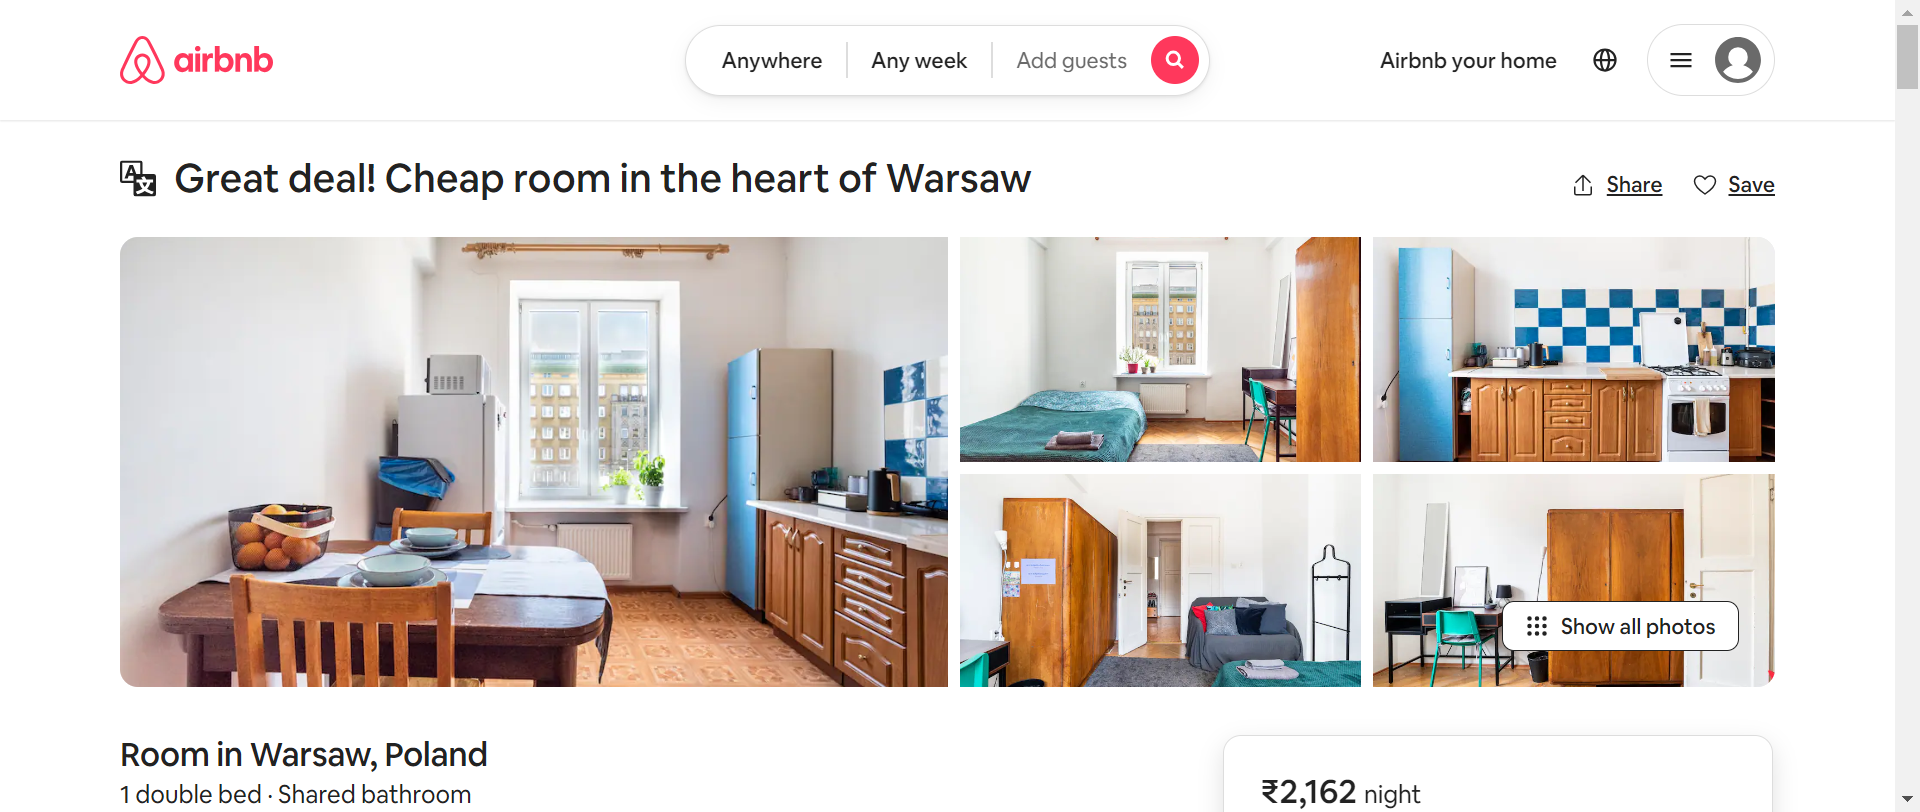 airbnb
Anywhere
Any week
Add guests
Airbnb your home
Great deal! Cheap room in the heart of Warsaw
Share
Save
Show all photos
Room in Warsaw, Poland
1 double bed · Shared bathroom
₹2,162 night